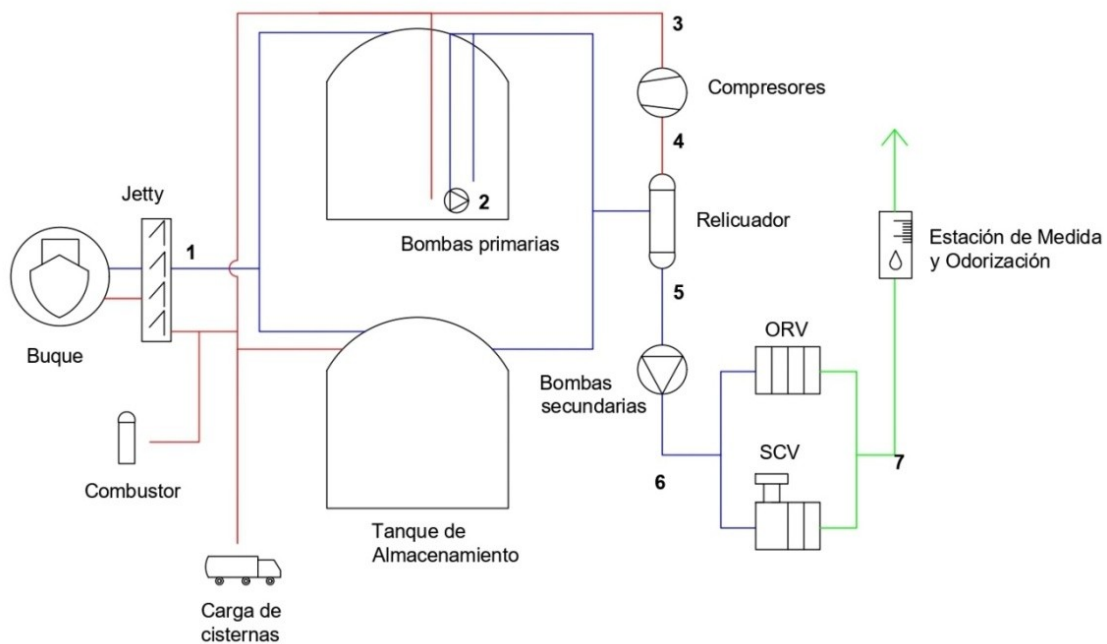 3
Compresores
4
Jetty
2
Relicuador
Bombas primarias
1
Estación de Medida
y Odorización
5
Buque
ORV
Bombas
secundarias
SCV
6
7
Combustor
Tanque de
Almacenamiento
Carga de
cisternas